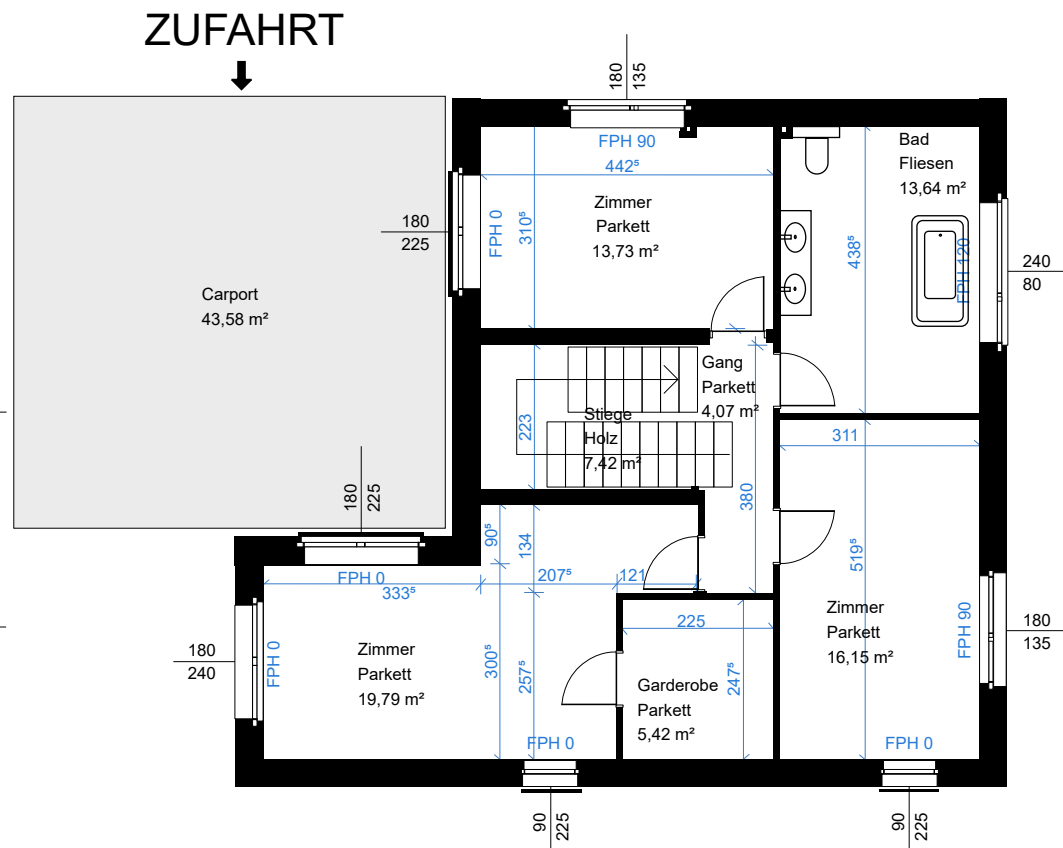 ZUFAHRT
180
135
FPH 90
442⁵
Bad
Fliesen
13,64 m²
Zimmer
Parkett
13,73 m²
180
225
FPH 0
310⁵
438⁵
FPH 120
240
80
Carport
43,58 m²
Gang
Parkett
4,07 m²
Stiege
Holz
7,42 m²
223
380
311
180
225
90⁵
134
519⁵
FPH 0
333⁵
207⁵
121
Zimmer
Parkett
16,15 m²
FPH 90
180
135
225
Zimmer
Parkett
19,79 m²
180
240
FPH 0
300⁵
257⁵
247⁵
Garderobe
Parkett
5,42 m²
FPH 0
FPH 0
90
225
90
225